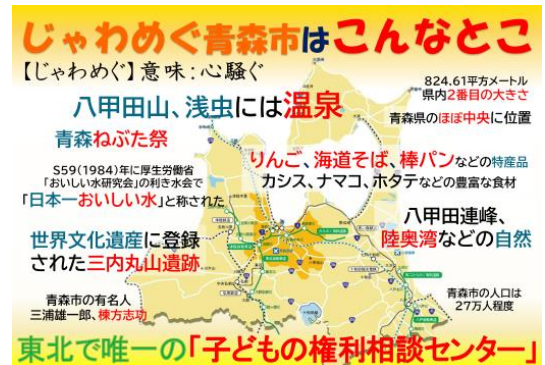 じゃわめぐ青森市はこんなとこ
【じゃわめぐ】意味：心騒ぐ
824.61平方メートル
県内2番目の大きさ
八甲田山、浅虫には温泉
青森県のほぼ中央に位置
青森ねぶた祭
りんご、海道そば、棒パンなどの特産品
カシス、ナマコ、ホタテなどの豊富な食材
S59（1984）年に厚生労働省
「おいしい水研究会」の利き水会で
「日本一おいしい水」と称された
八甲田連峰、
陸奥湾などの自然
世界文化遺産に登録
された三内丸山遺跡
青森市の有名人
三浦雄一郎、棟方志功
青森市の人口は
27万人程度
東北で唯一の「子どもの権利相談センター」